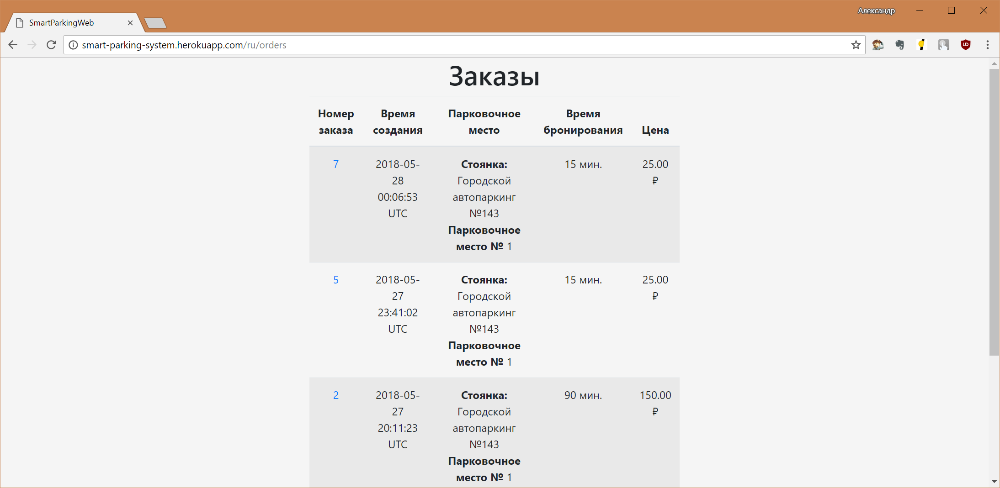 Александр
SmartParkingWeb
smart-parking-system.herokuapp.com/ru/orders
Заказы
Номер заказа
Время создания
Парковочное место
Время бронирования
Цена
7
2018-05-
28
00:06:53
UTC
Стоянка:
Городской
автопаркинг
№143
Парковочное
место № 1
15 мин.
25.00
₽
5
2018-05-
27
23:41:02
UTC
Стоянка:
Городской
автопаркинг
№143
Парковочное
место № 1
15 мин.
25.00
₽
2
2018-05-
27
20:11:23
UTC
Стоянка:
Городской
автопаркинг
№143
Парковочное
место № 1
90 мин.
150.00
₽